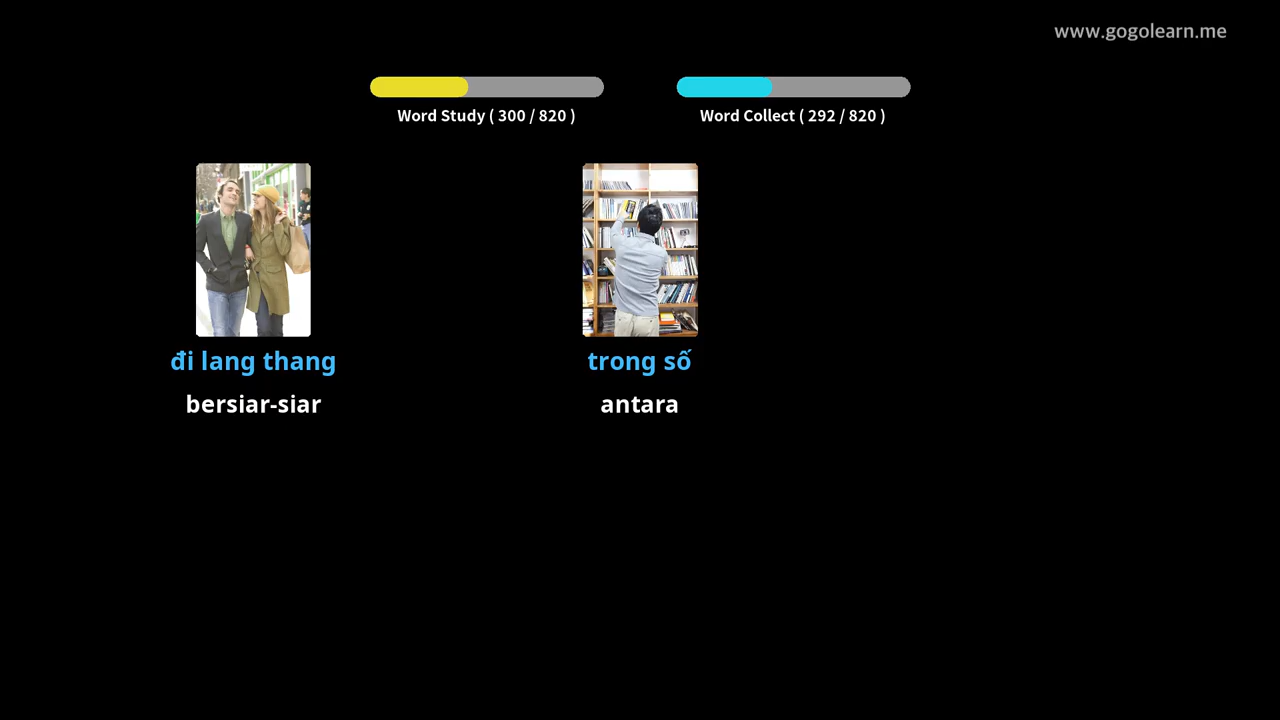 www.gogolearn.me
Word Study ( 300 / 820 )
Word Collect ( 292 / 820 )
đi lang thang
bersiar-siar
trong số
antara